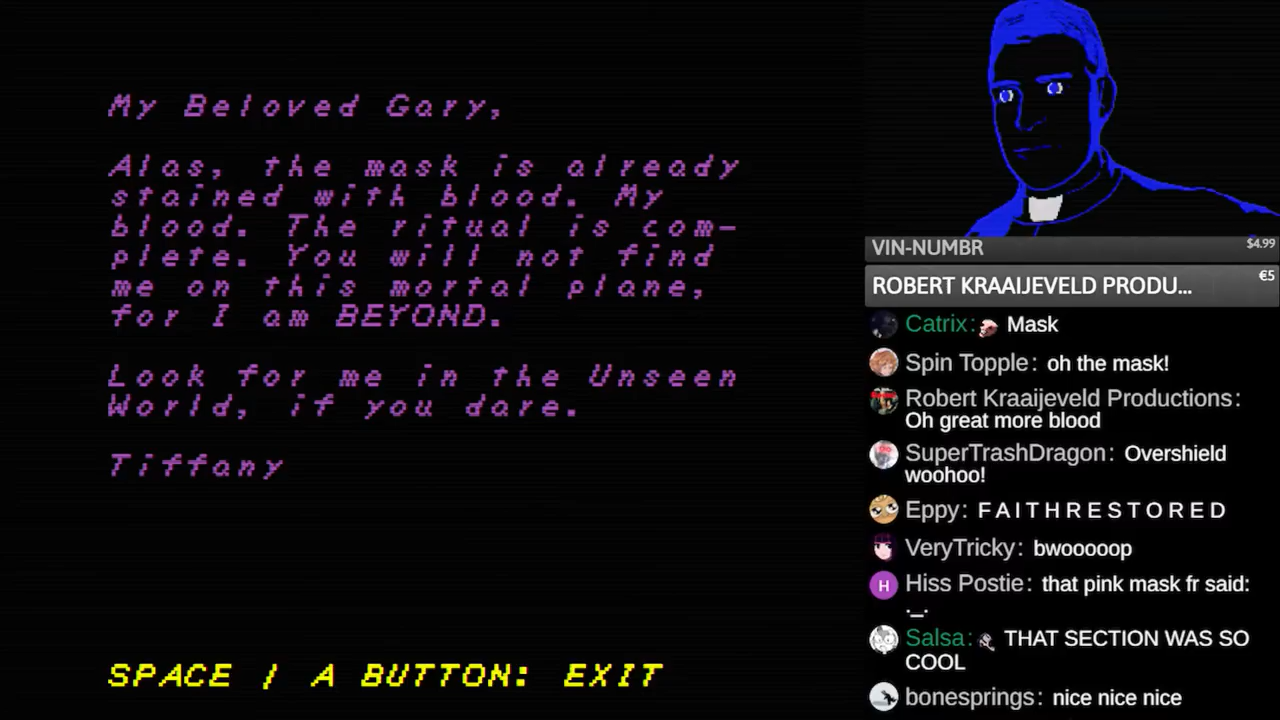 My Beloved Gary,
Alas, the mask is already
stained with blood. My
blood. The ritual is com-
plete. You will not find
me on this mortal plane,
for I am BEYOND.
Look for me in the Unseen
World, if you dare.
Tiffany
SPACE / A BUTTON: EXIT
VIN-NUMBR $4.99
ROBERT KRAAIJEVELD PRODU... €5
Catrix: Mask
Spin Topple: oh the mask!
Robert Kraaijeveld Productions:
Oh great more blood
SuperTrashDragon: Overshield
woohoo!
Eppy: F A I T H R E S T O R E D
VeryTricky: bwooooop
H Hiss Postie: that pink mask fr said:
._.
Salsa: THAT SECTION WAS SO
COOL
bonesprings: nice nice nice